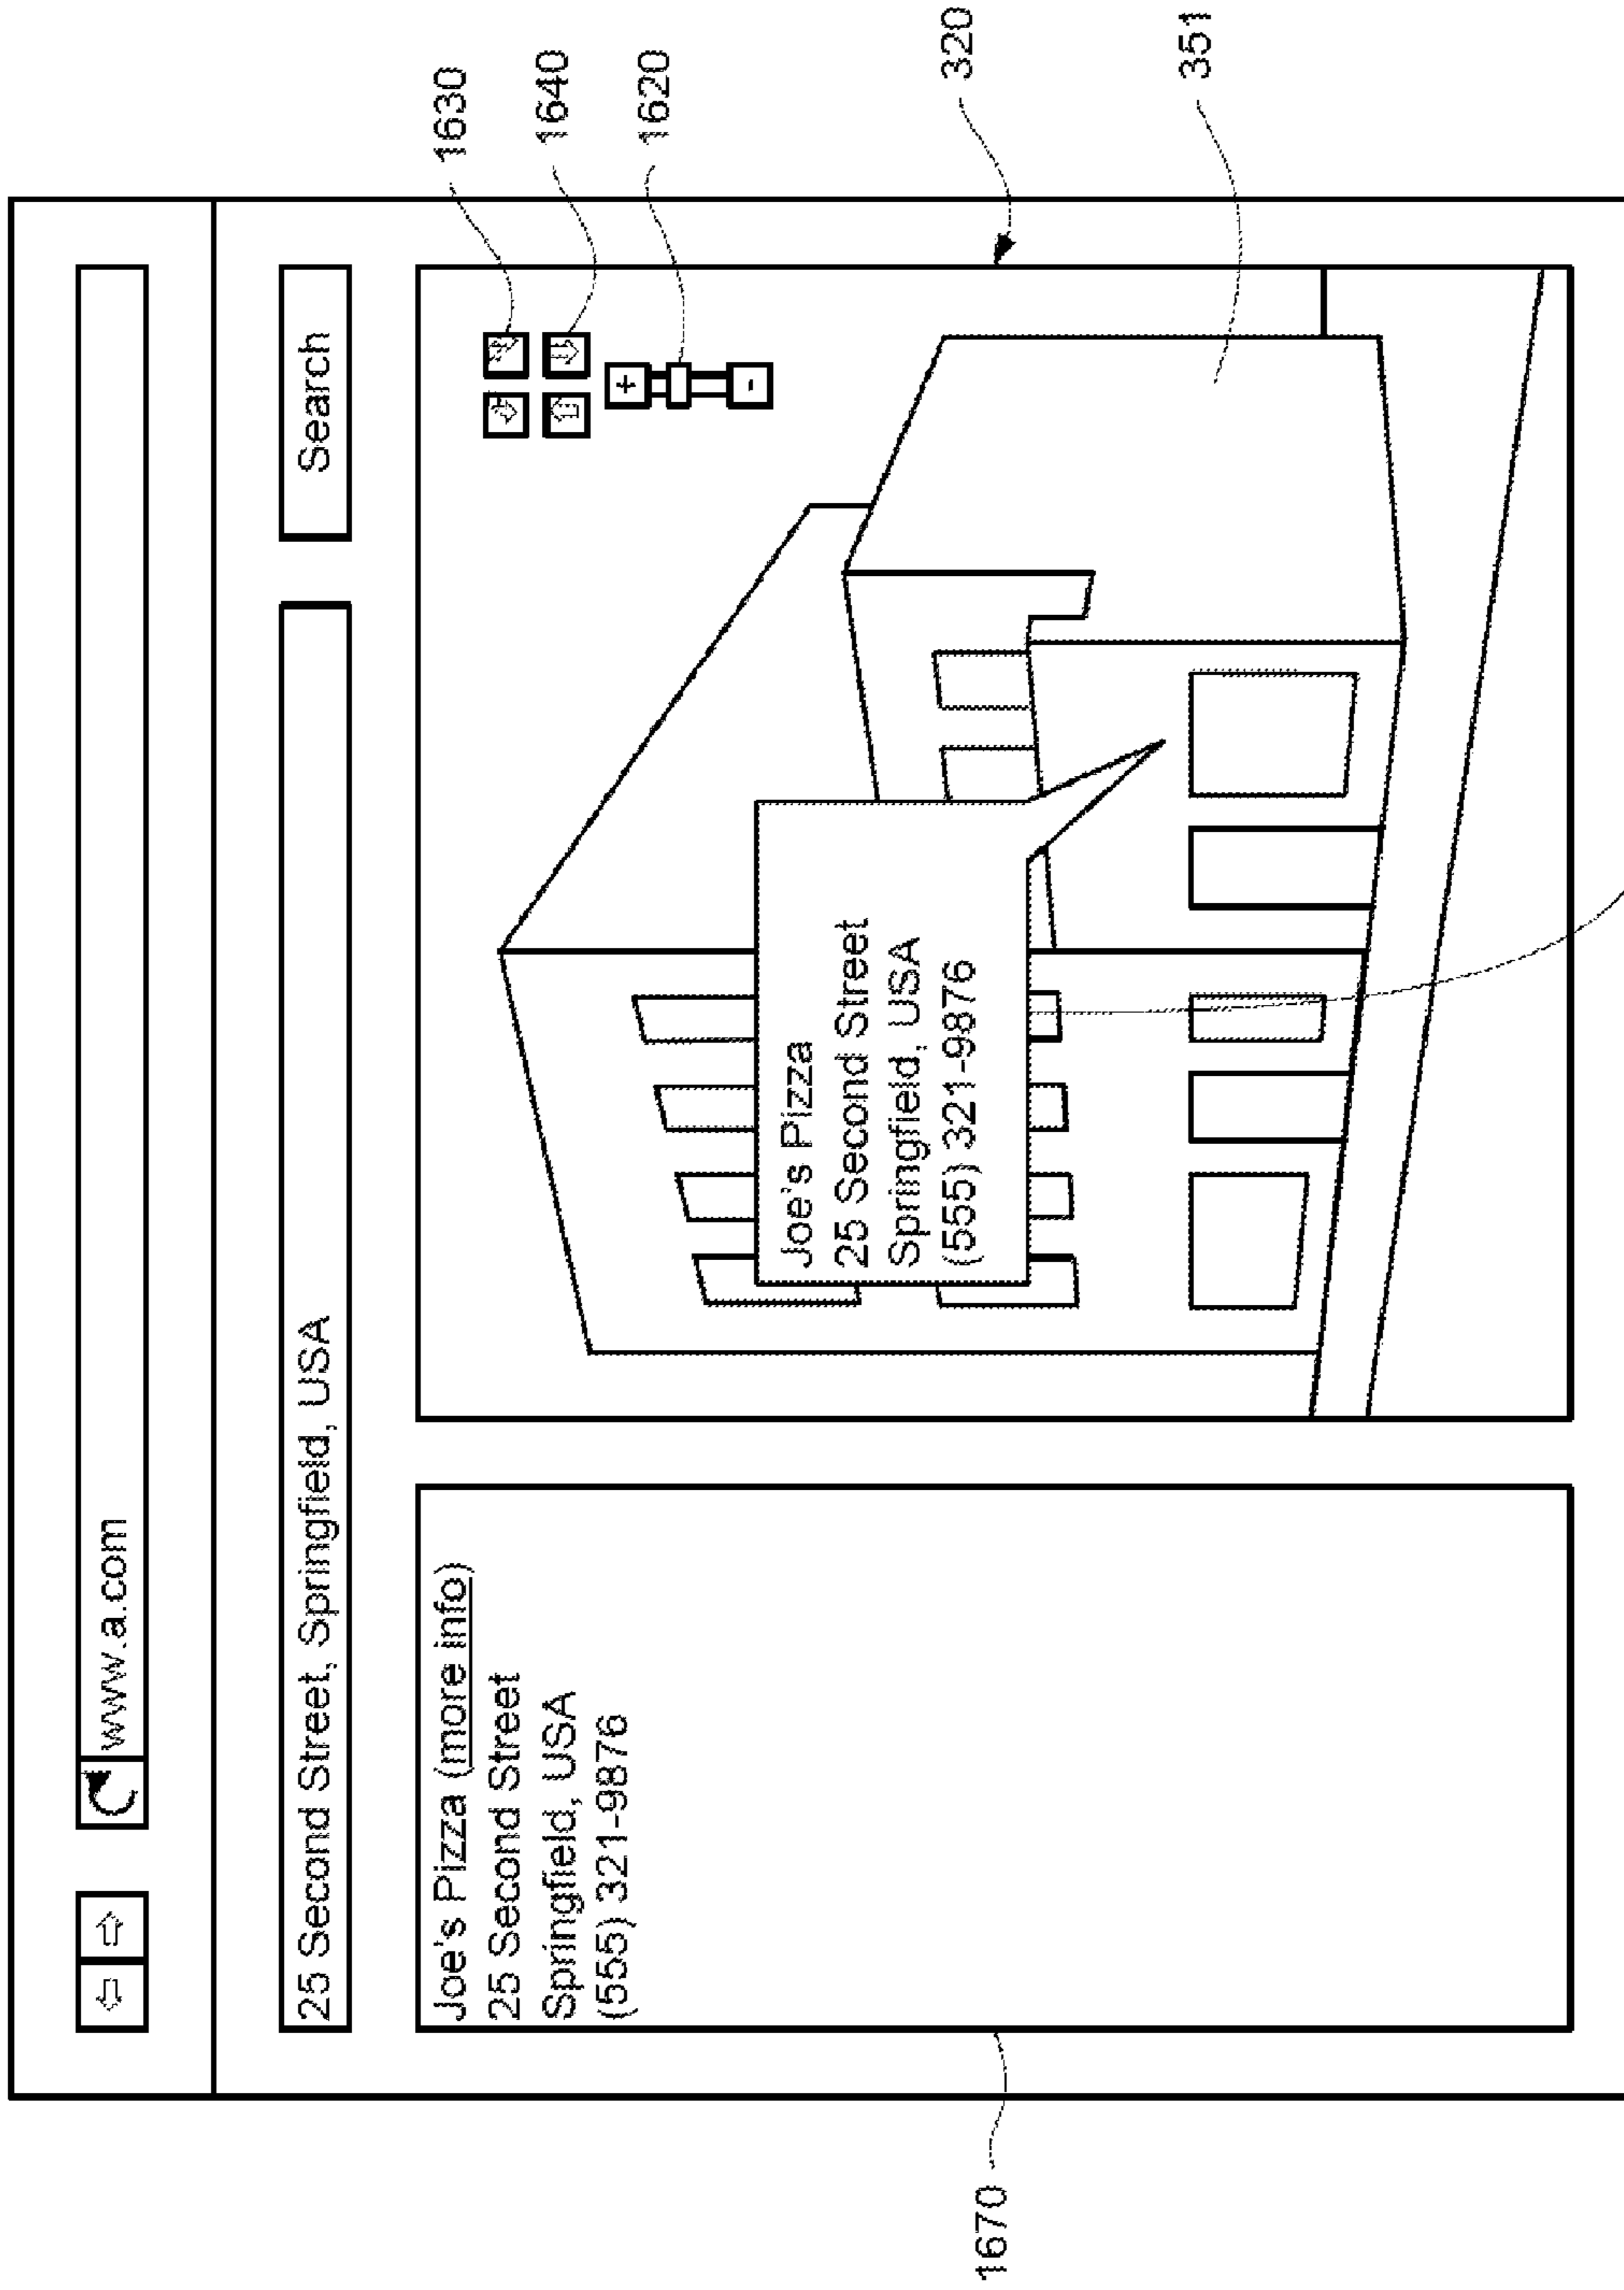 www.a.com
25 Second Street, Springfield, USA
Search
Joe's Pizza (more info)
25 Second Street
Springfield, USA
(555) 321-9876
+
-
Joe's Pizza
25 Second Street
Springfield, USA
(555) 321-9876
1630
1640
1620
320
351
1670